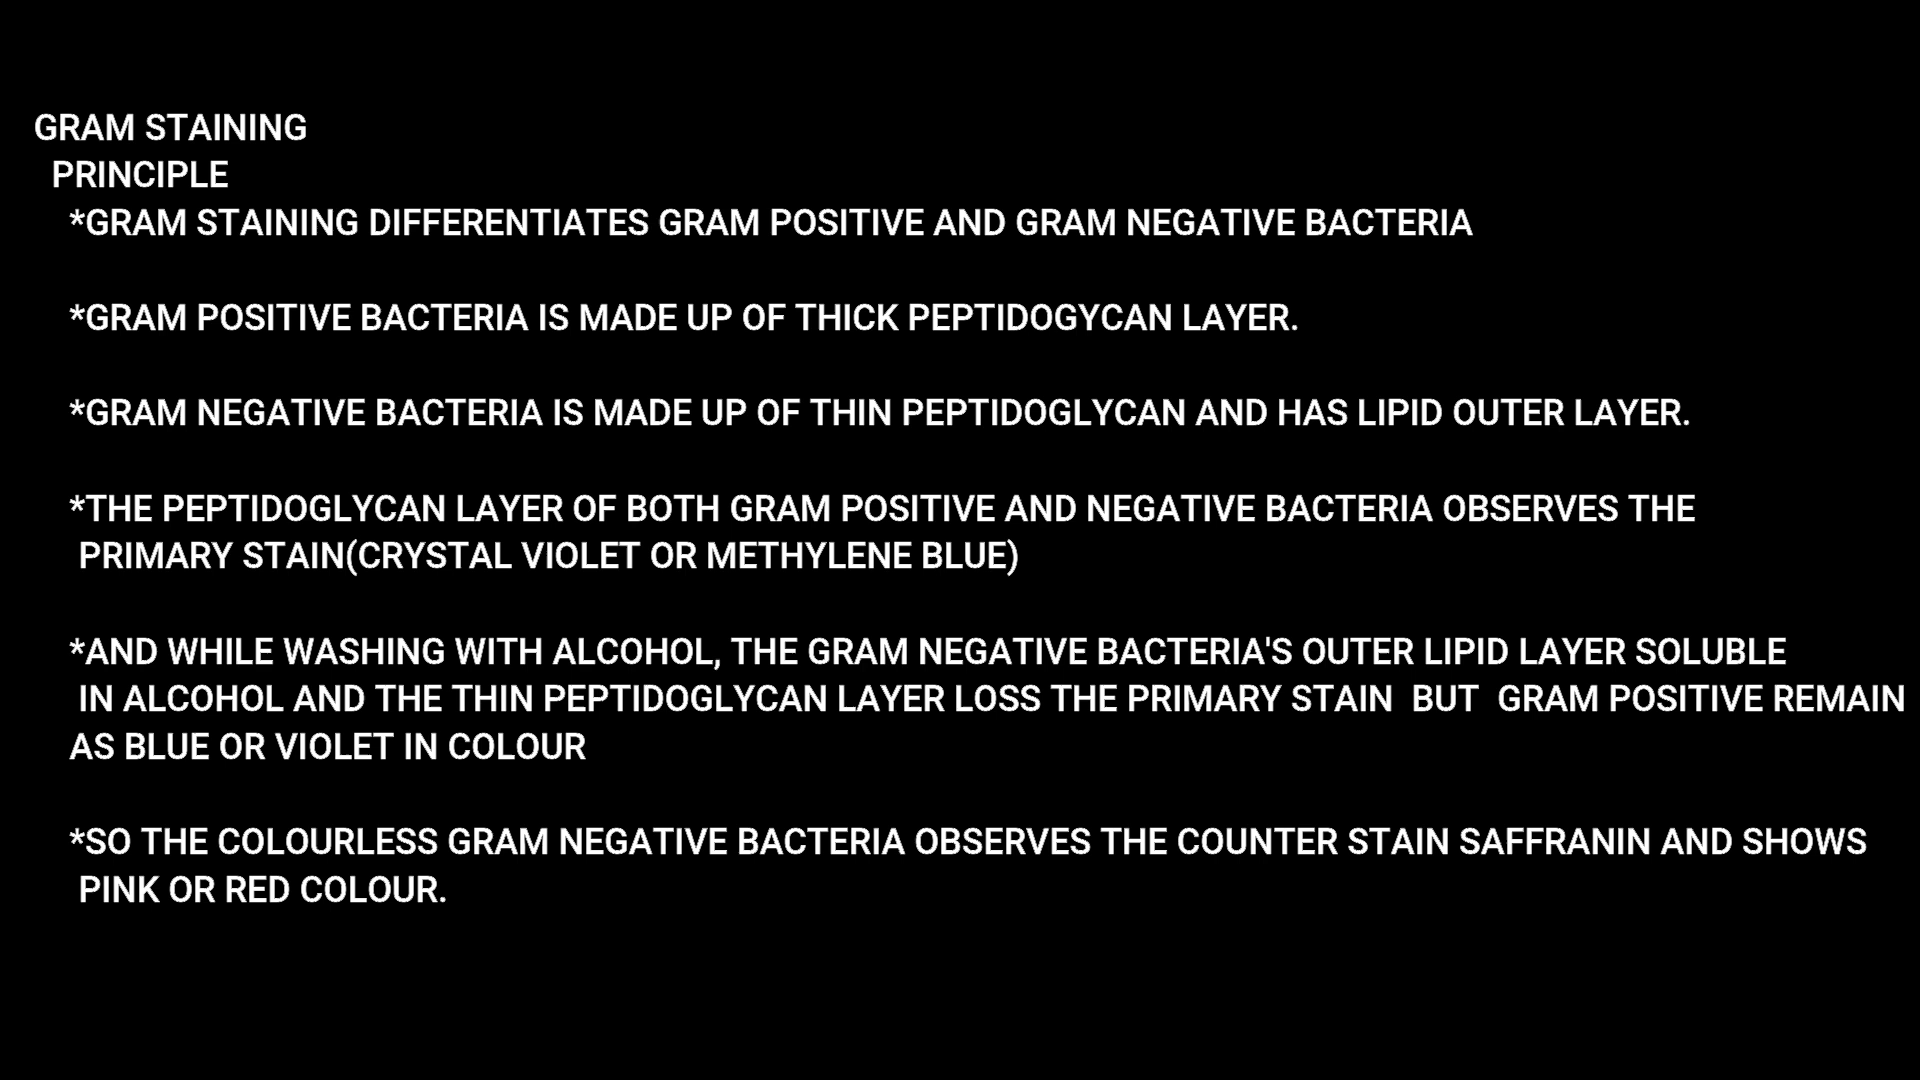 GRAM STAINING
PRINCIPLE
*GRAM STAINING DIFFERENTIATES GRAM POSITIVE AND GRAM NEGATIVE BACTERIA
*GRAM POSITIVE BACTERIA IS MADE UP OF THICK PEPTIDOGYCAN LAYER.
*GRAM NEGATIVE BACTERIA IS MADE UP OF THIN PEPTIDOGLYCAN AND HAS LIPID OUTER LAYER.
*THE PEPTIDOGLYCAN LAYER OF BOTH GRAM POSITIVE AND NEGATIVE BACTERIA OBSERVES THE
PRIMARY STAIN(CRYSTAL VIOLET OR METHYLENE BLUE)
*AND WHILE WASHING WITH ALCOHOL, THE GRAM NEGATIVE BACTERIA'S OUTER LIPID LAYER SOLUBLE
IN ALCOHOL AND THE THIN PEPTIDOGLYCAN LAYER LOSS THE PRIMARY STAIN  BUT  GRAM POSITIVE REMAIN
AS BLUE OR VIOLET IN COLOUR
*SO THE COLOURLESS GRAM NEGATIVE BACTERIA OBSERVES THE COUNTER STAIN SAFFRANIN AND SHOWS
PINK OR RED COLOUR.